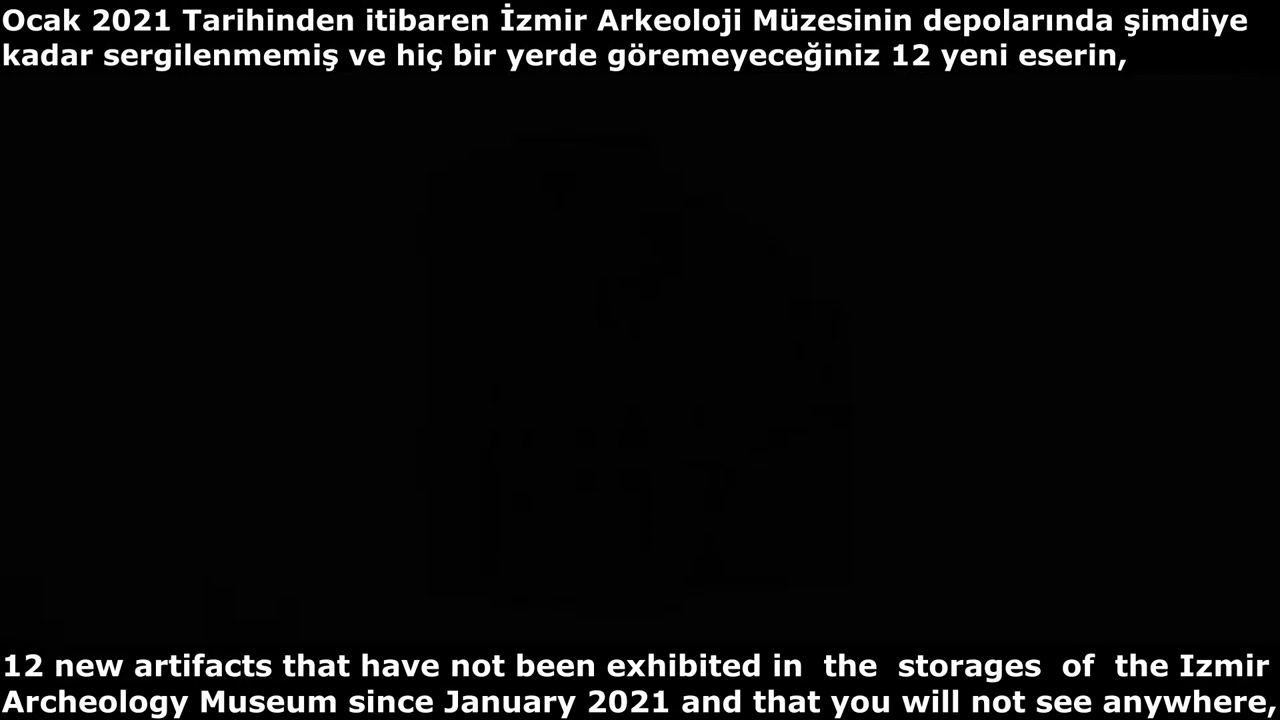 Ocak 2021 Tarihinden itibaren İzmir Arkeoloji Müzesinin depolarında şimdiye
kadar sergilenmemiş ve hiç bir yerde göremeyeceğiniz 12 yeni eserin,
12 new artifacts that have not been exhibited in the storages of the Izmir
Archeology Museum since January 2021 and that you will not see anywhere,